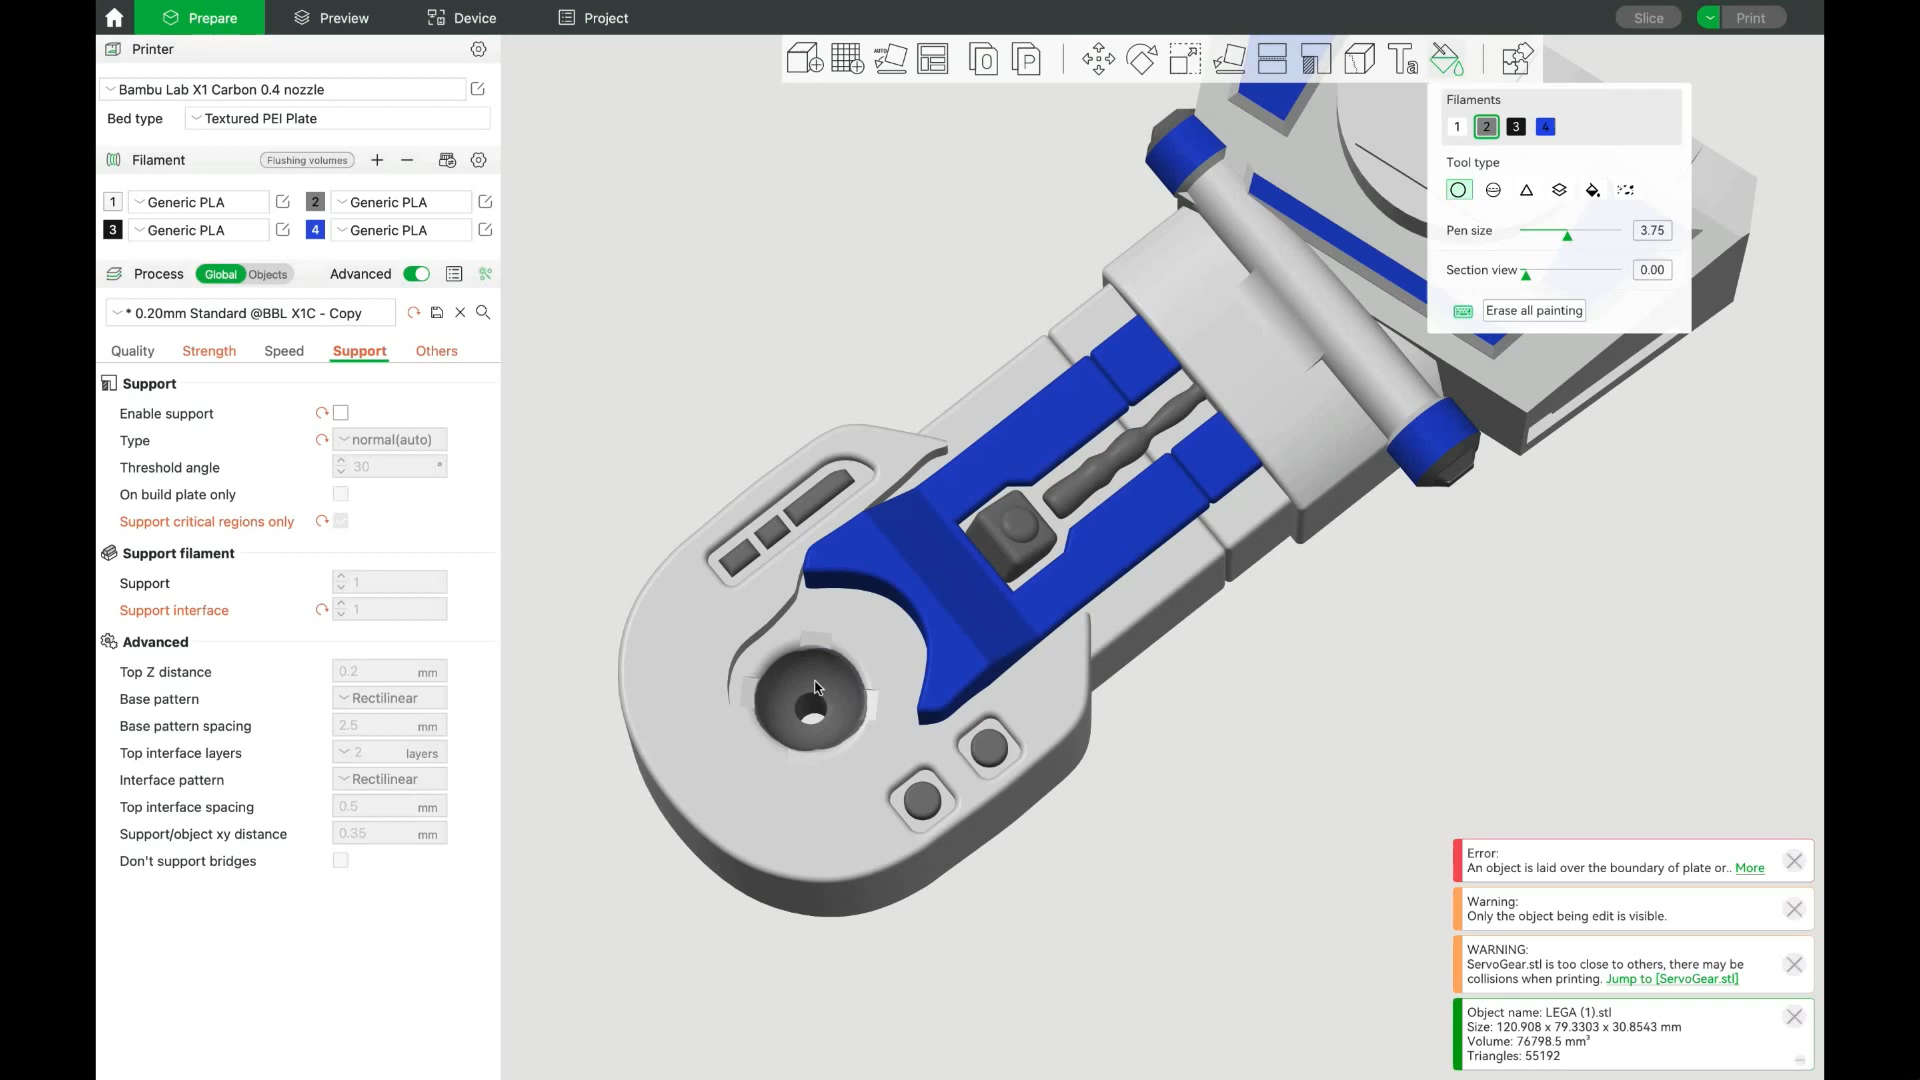 Prepare
Preview
Device
Project
Slice
Print
Printer
Bambu Lab X1 Carbon 0.4 nozzle
Bed type
Textured PEI Plate
Filament
Flushing volumes
1
Generic PLA
2
Generic PLA
3
Generic PLA
4
Generic PLA
Process
Global
Objects
Advanced
* 0.20mm Standard @BBL X1C - Copy
Quality
Strength
Speed
Support
Others
Support
Enable support
Type
normal(auto)
Threshold angle
30
°
On build plate only
Support critical regions only
Support filament
Support
1
Support interface
1
Advanced
Top Z distance
0.2
mm
Base pattern
Rectilinear
Base pattern spacing
2.5
mm
Top interface layers
2
layers
Interface pattern
Rectilinear
Top interface spacing
0.5
mm
Support/object xy distance
0.35
mm
Don't support bridges
AUTO
O
P
Ta
Filaments
1
2
3
4
Tool type
Pen size
3.75
Section view
0.00
Erase all painting
Error:
An object is laid over the boundary of plate or.. More
Warning:
Only the object being edit is visible.
WARNING:
ServoGear.stl is too close to others, there may be
collisions when printing. Jump to [ServoGear.stl]
Object name: LEGA (1).stl
Size: 120.908 x 79.3303 x 30.8543 mm
Volume: 76798.5 mm³
Triangles: 55192